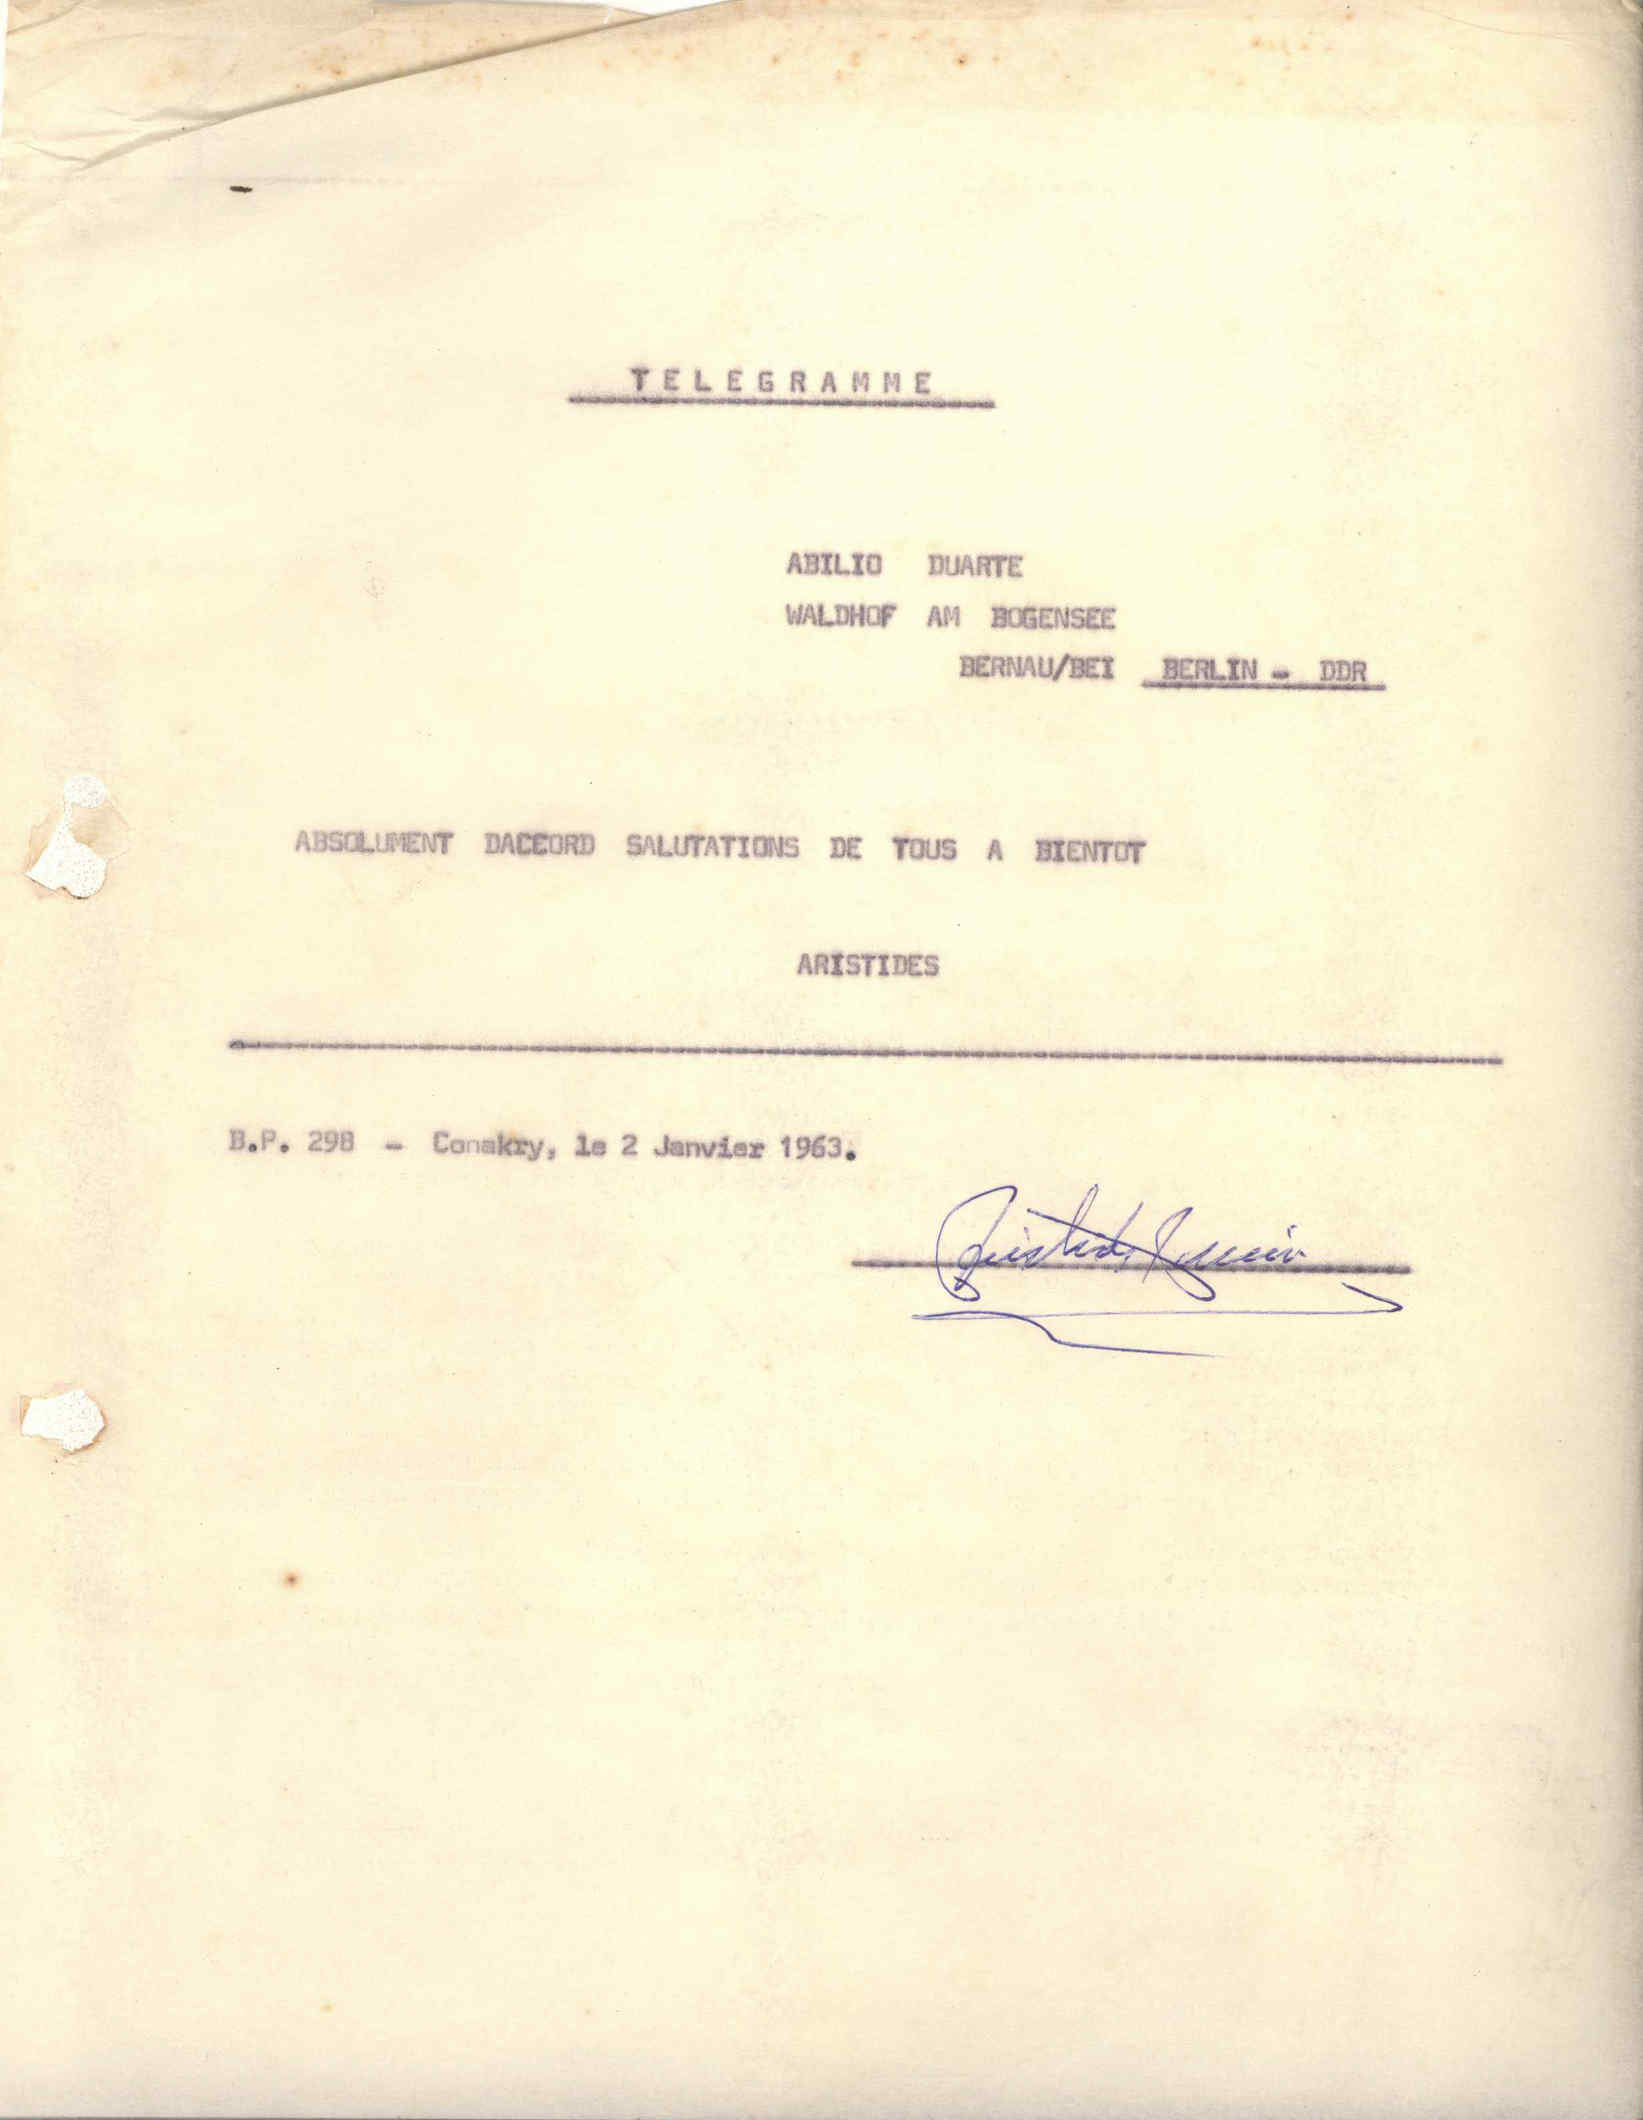 TELEGRAMME
ABILIO DUARTE
WALDHOF AM BOGENSEE
BERNAU/BEI BERLIN - DDR
ABSOLUMENT DACCORD SALUTATIONS DE TOUS A BIENTOT
ARISTIDES
B.P. 298 - Conakry, le 2 Janvier 1963.